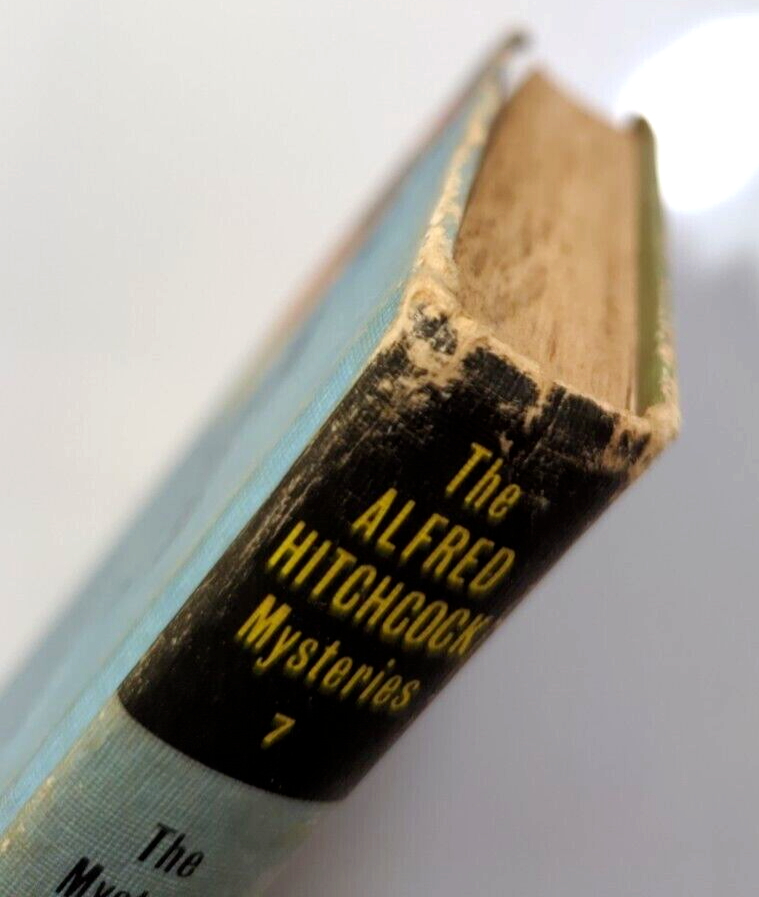 The
ALFRED
HITCHCOCK
Mysteries
7
The